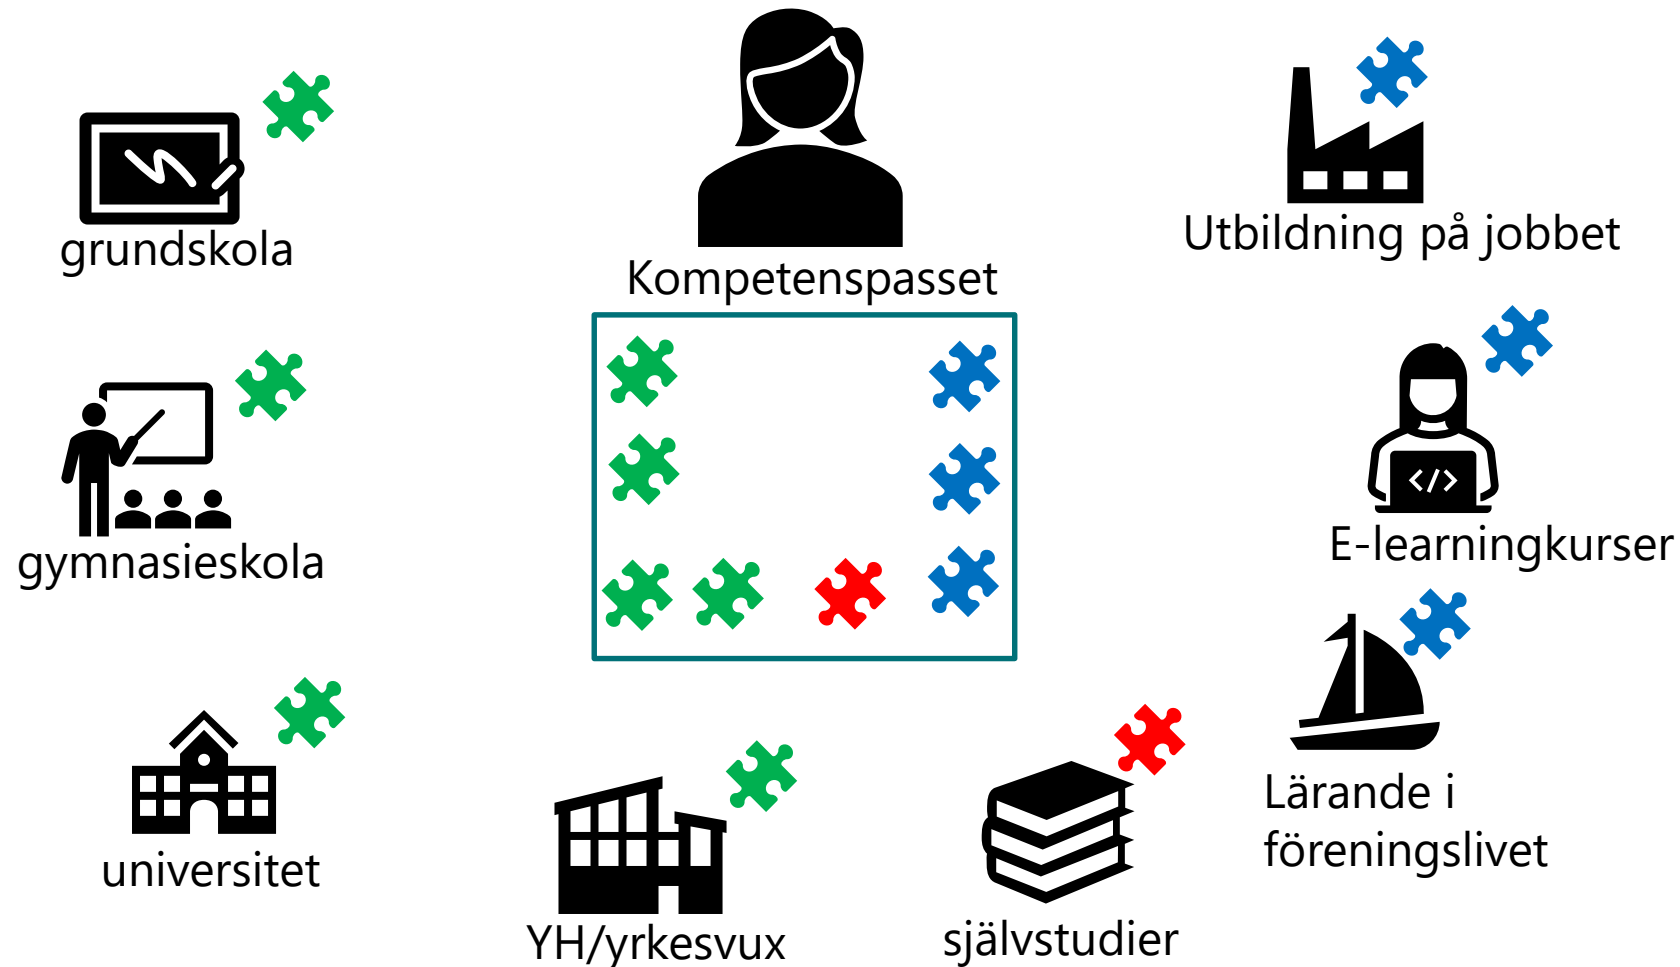 grundskola
Kompetenspasset
Utbildning på jobbet
gymnasieskola
E-learningkurser
</>
universitet
Lärande i
föreningslivet
YH/yrkesvux
självstudier